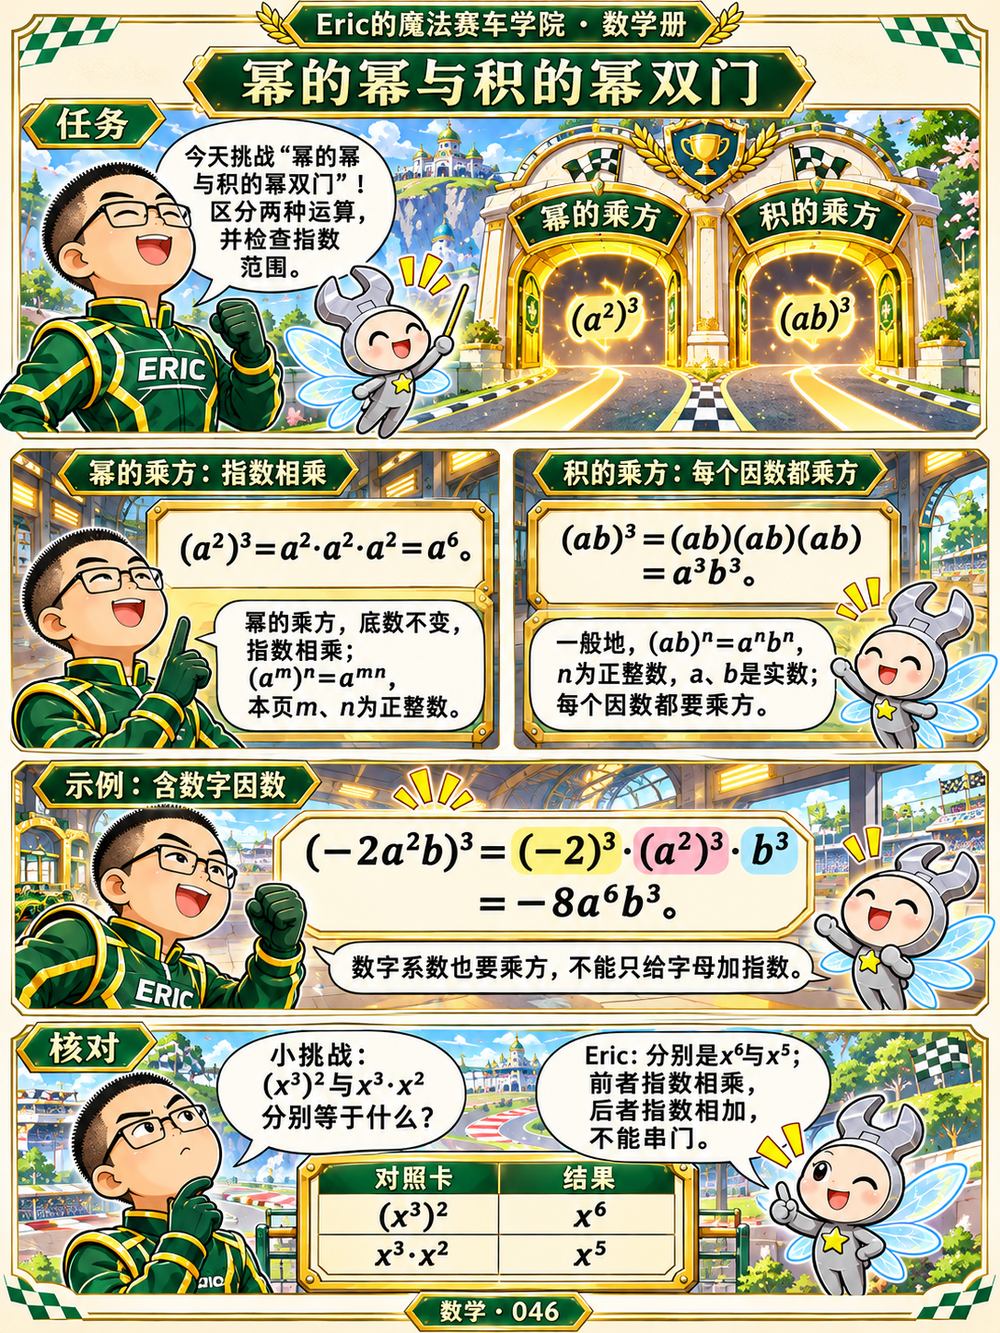 Eric的魔法赛车学院·数学册
幂的幂与积的幂双门
任务
今天挑战“幂的幂
与积的幂双门”！
区分两种运算，
并检查指数
范围。
ERIC
幂的乘方
积的乘方
(a²)³
(ab)³
幂的乘方：指数相乘
(a²)³=a²·a²·a²=a⁶。
幂的乘方，底数不变，
指数相乘；
(aᵐ)ⁿ=aᵐⁿ，
本页m、n为正整数。
积的乘方：每个因数都乘方
(ab)³=(ab)(ab)(ab)
=a³b³。
一般地，(ab)ⁿ=aⁿbⁿ，
n为正整数，a、b是实数；
每个因数都要乘方。
示例：含数字因数
(−2a²b)³=(−2)³·(a²)³·b³
=−8a⁶b³。
数字系数也要乘方，不能只给字母加指数。
ERIC
核对
小挑战：
(x³)²与x³·x²
分别等于什么？
Eric: 分别是x⁶与x⁵；
前者指数相乘，
后者指数相加，
不能串门。
对照卡 结果
(x³)² x⁶
x³·x² x⁵
数学·046